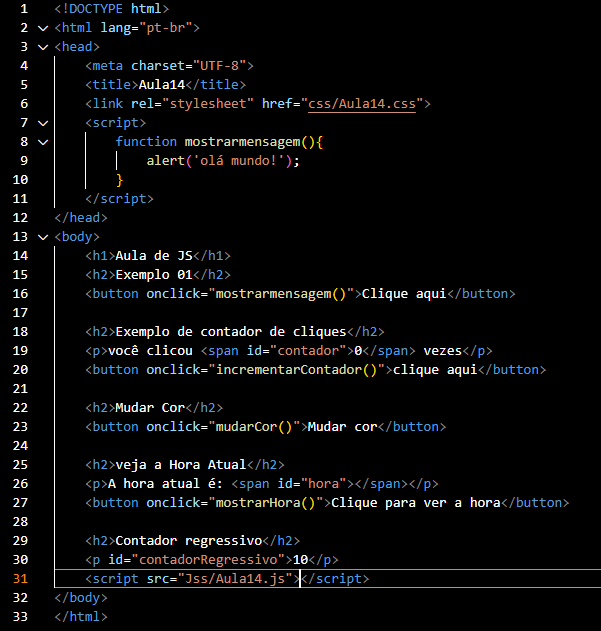 1 <!DOCTYPE html>
2 <html lang="pt-br">
3 <head>
4 <meta charset="UTF-8">
5 <title>Aula14</title>
6 <link rel="stylesheet" href="css/Aula14.css">
7 <script>
8 function mostrarmensagem(){
9 alert('olá mundo!');
10 }
11 </script>
12 </head>
13 <body>
14 <h1>Aula de JS</h1>
15 <h2>Exemplo 01</h2>
16 <button onclick="mostrarmensagem()">Clique aqui</button>
17
18 <h2>Exemplo de contador de cliques</h2>
19 <p>você clicou <span id="contador">0</span> vezes</p>
20 <button onclick="incrementarContador()">clique aqui</button>
21
22 <h2>Mudar Cor</h2>
23 <button onclick="mudarCor()">Mudar cor</button>
24
25 <h2>veja a Hora Atual</h2>
26 <p>A hora atual é: <span id="hora"></span></p>
27 <button onclick="mostrarHora()">Clique para ver a hora</button>
28
29 <h2>Contador regressivo</h2>
30 <p id="contadorRegressivo">10</p>
31 <script src="Jss/Aula14.js"></script>
32 </body>
33 </html>